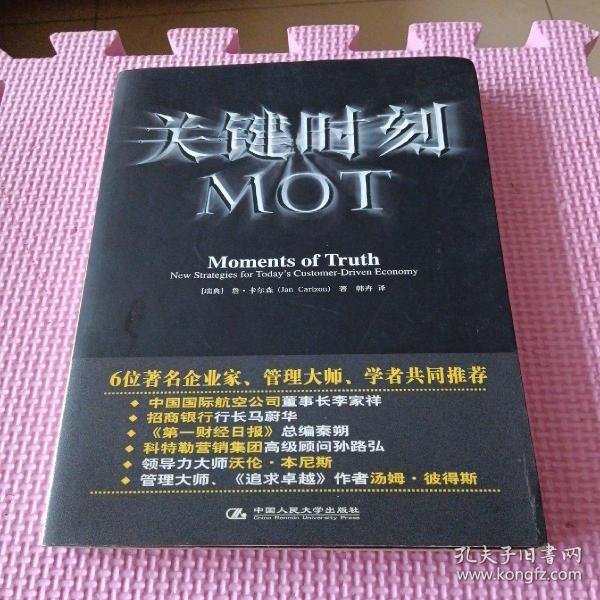 关键时刻
MOT
Moments of Truth
New Strategies for Today's Customer-Driven Economy
[瑞典] 詹·卡尔森 (Jan Carlzon) 著 韩卉 译
6位著名企业家、管理大师、学者共同推荐
◆ 中国国际航空公司董事长李家祥
◆ 招商银行行长马蔚华
◆ 《第一财经日报》总编秦朔
◆ 科特勒营销集团高级顾问孙路弘
◆ 领导力大师沃伦·本尼斯
◆ 管理大师、《追求卓越》作者汤姆·彼得斯
中国人民大学出版社
China Renmin University Press
孔夫子旧书网
www.kongfz.com